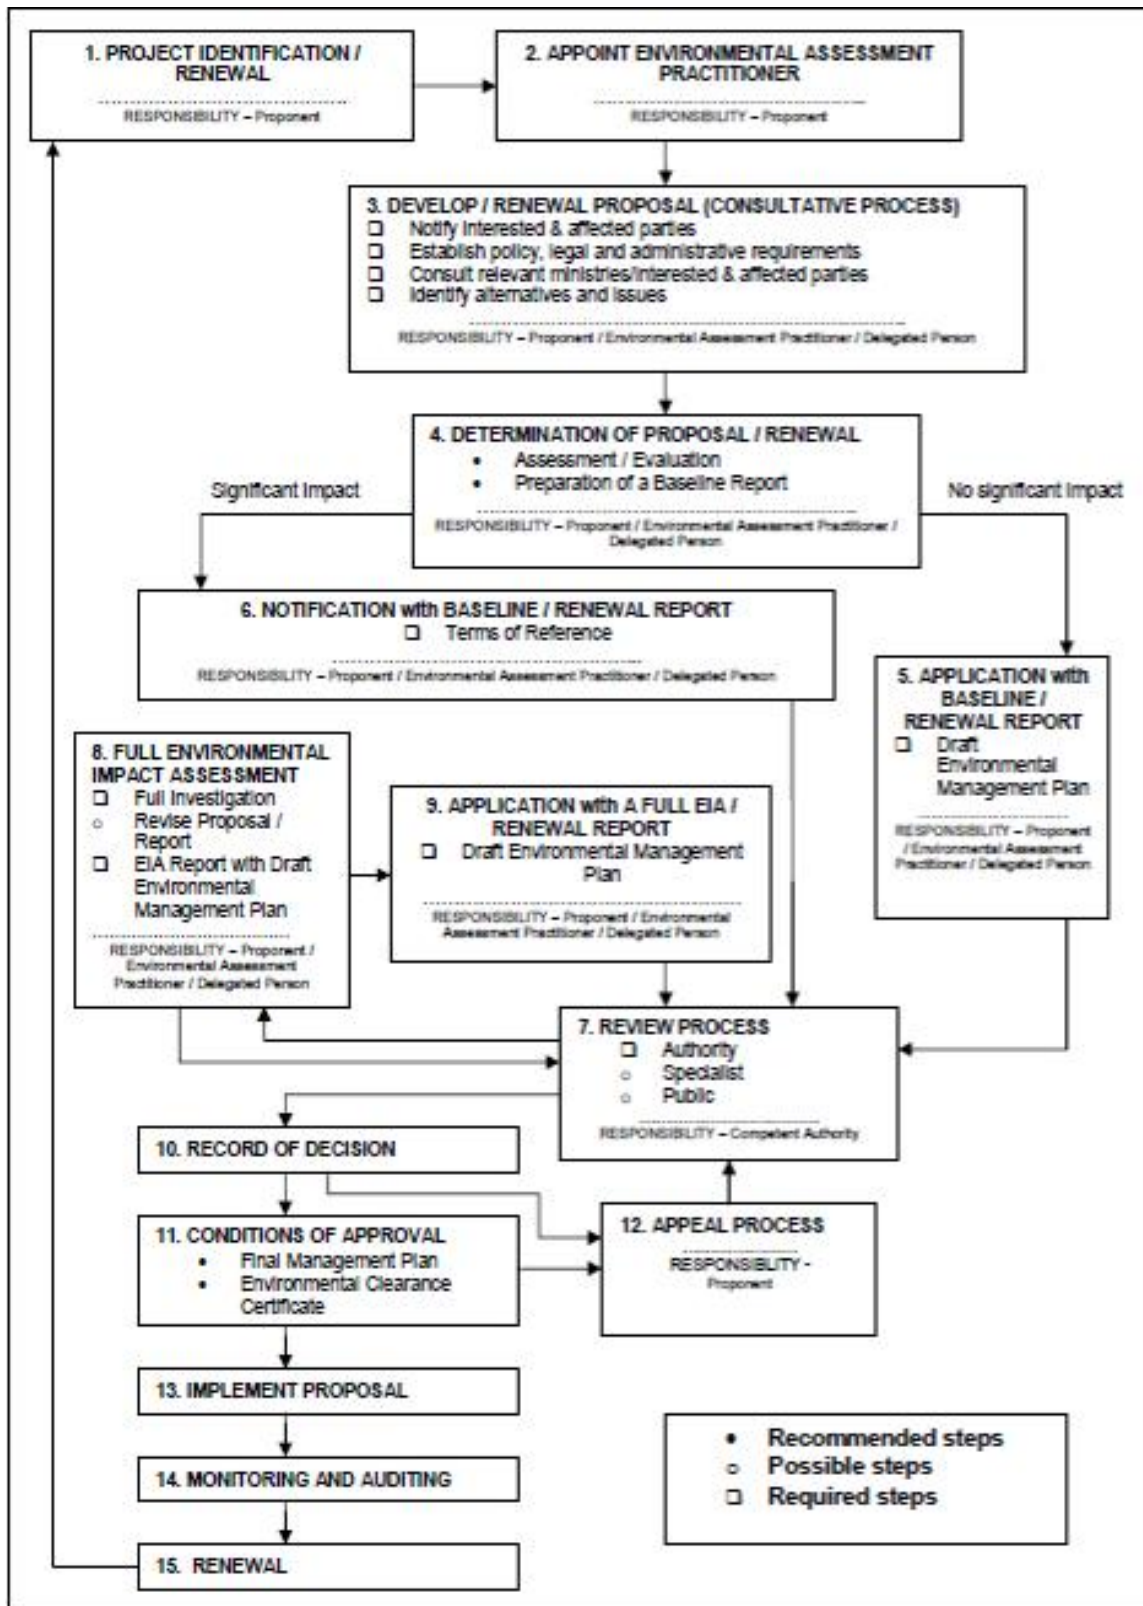 1. PROJECT IDENTIFICATION /
RENEWAL
RESPONSIBILITY – Proponent
2. APPOINT ENVIRONMENTAL ASSESSMENT
PRACTITIONER
RESPONSIBILITY – Proponent
3. DEVELOP / RENEWAL PROPOSAL (CONSULTATIVE PROCESS)
❑ Notify interested & affected parties
❑ Establish policy, legal and administrative requirements
❑ Consult relevant ministries/interested & affected parties
❑ Identify alternatives and issues
RESPONSIBILITY – Proponent / Environmental Assessment Practitioner / Delegated Person
4. DETERMINATION OF PROPOSAL / RENEWAL
• Assessment / Evaluation
• Preparation of a Baseline Report
RESPONSIBILITY – Proponent / Environmental Assessment Practitioner /
Delegated Person
Significant Impact
No significant impact
6. NOTIFICATION with BASELINE / RENEWAL REPORT
❑ Terms of Reference
RESPONSIBILITY – Proponent / Environmental Assessment Practitioner / Delegated Person
5. APPLICATION with
BASELINE /
RENEWAL REPORT
❑ Draft
Environmental
Management Plan
RESPONSIBILITY – Proponent
/ Environmental Assessment
Practitioner / Delegated Person
8. FULL ENVIRONMENTAL
IMPACT ASSESSMENT
❑ Full Investigation
o Revise Proposal /
Report
❑ EIA Report with Draft
Environmental
Management Plan
RESPONSIBILITY – Proponent /
Environmental Assessment
Practitioner / Delegated Person
9. APPLICATION with A FULL EIA /
RENEWAL REPORT
❑ Draft Environmental Management
Plan
RESPONSIBILITY – Proponent / Environmental
Assessment Practitioner / Delegated Person
7. REVIEW PROCESS
❑ Authority
o Specialist
o Public
RESPONSIBILITY – Competent Authority
10. RECORD OF DECISION
11. CONDITIONS OF APPROVAL
• Final Management Plan
• Environmental Clearance
Certificate
12. APPEAL PROCESS
RESPONSIBLITY -
Proponent
13. IMPLEMENT PROPOSAL
14. MONITORING AND AUDITING
15. RENEWAL
• Recommended steps
o Possible steps
❑ Required steps